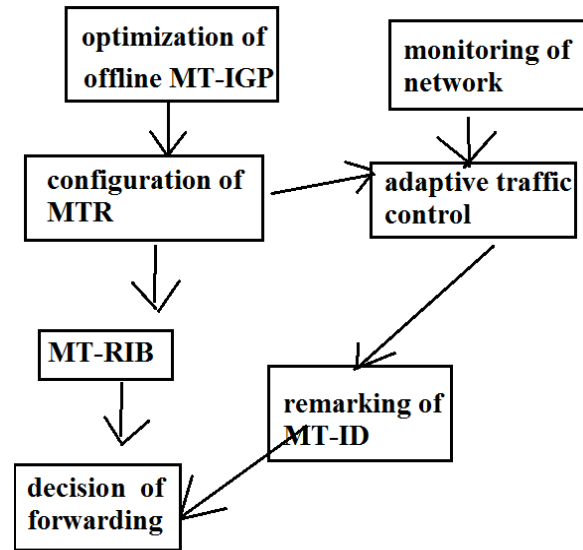 optimization of
offline MT-IGP
monitoring of
network
configuration of
MTR
adaptive traffic
control
MT-RIB
remarking of
MT-ID
decision of
forwarding